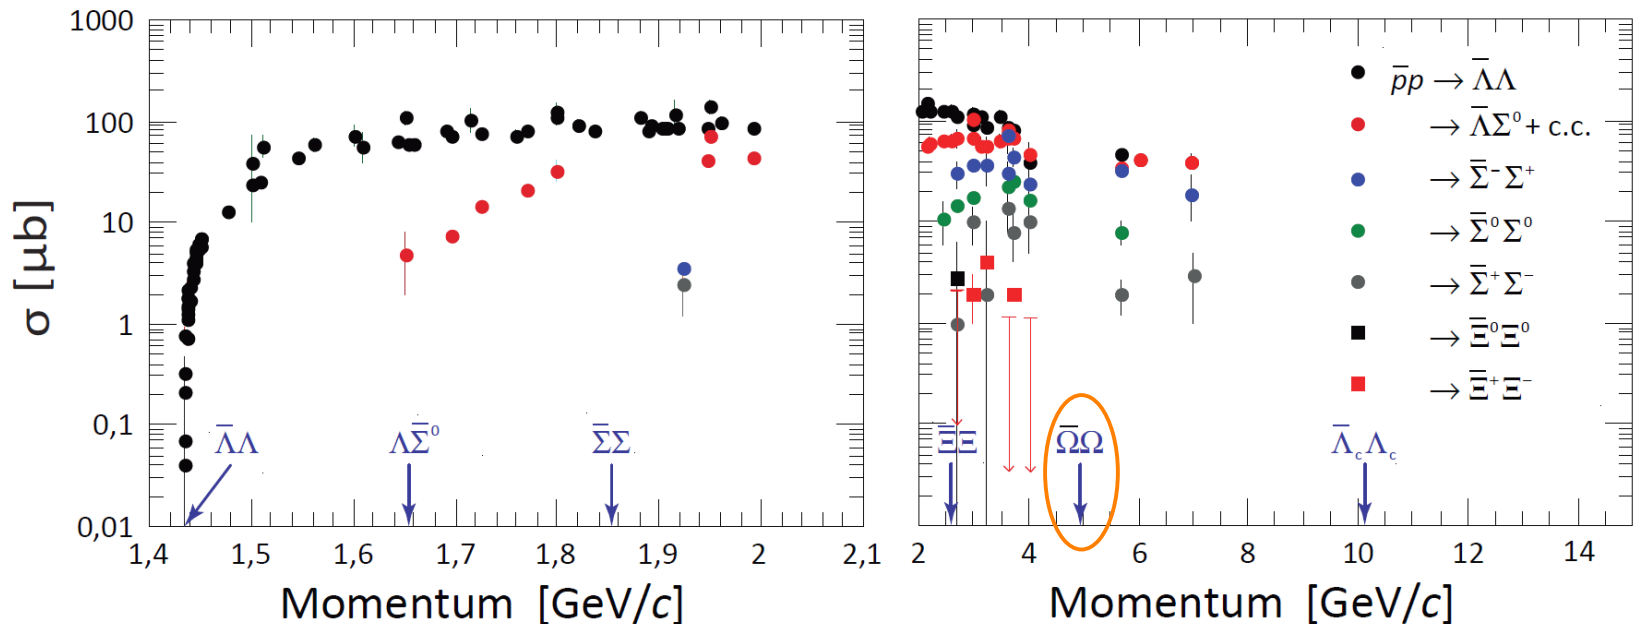 σ [μb]
1000
100
10
1
0,1
0,01
Λ̅Λ
ΛΣ̅⁰
Σ̅Σ
1,4 1,5 1,6 1,7 1,8 1,9 2 2,1
Momentum [GeV/c]
p̅p → Λ̅Λ
→ Λ̅Σ⁰ + c.c.
→ Σ̅⁻Σ⁺
→ Σ̅⁰Σ⁰
→ Σ̅⁺Σ⁻
→ Ξ̅⁰Ξ⁰
→ Ξ̅⁺Ξ⁻
Ξ̅Ξ
Ω̅Ω
Λ̅cΛc
2 4 6 8 10 12 14
Momentum [GeV/c]